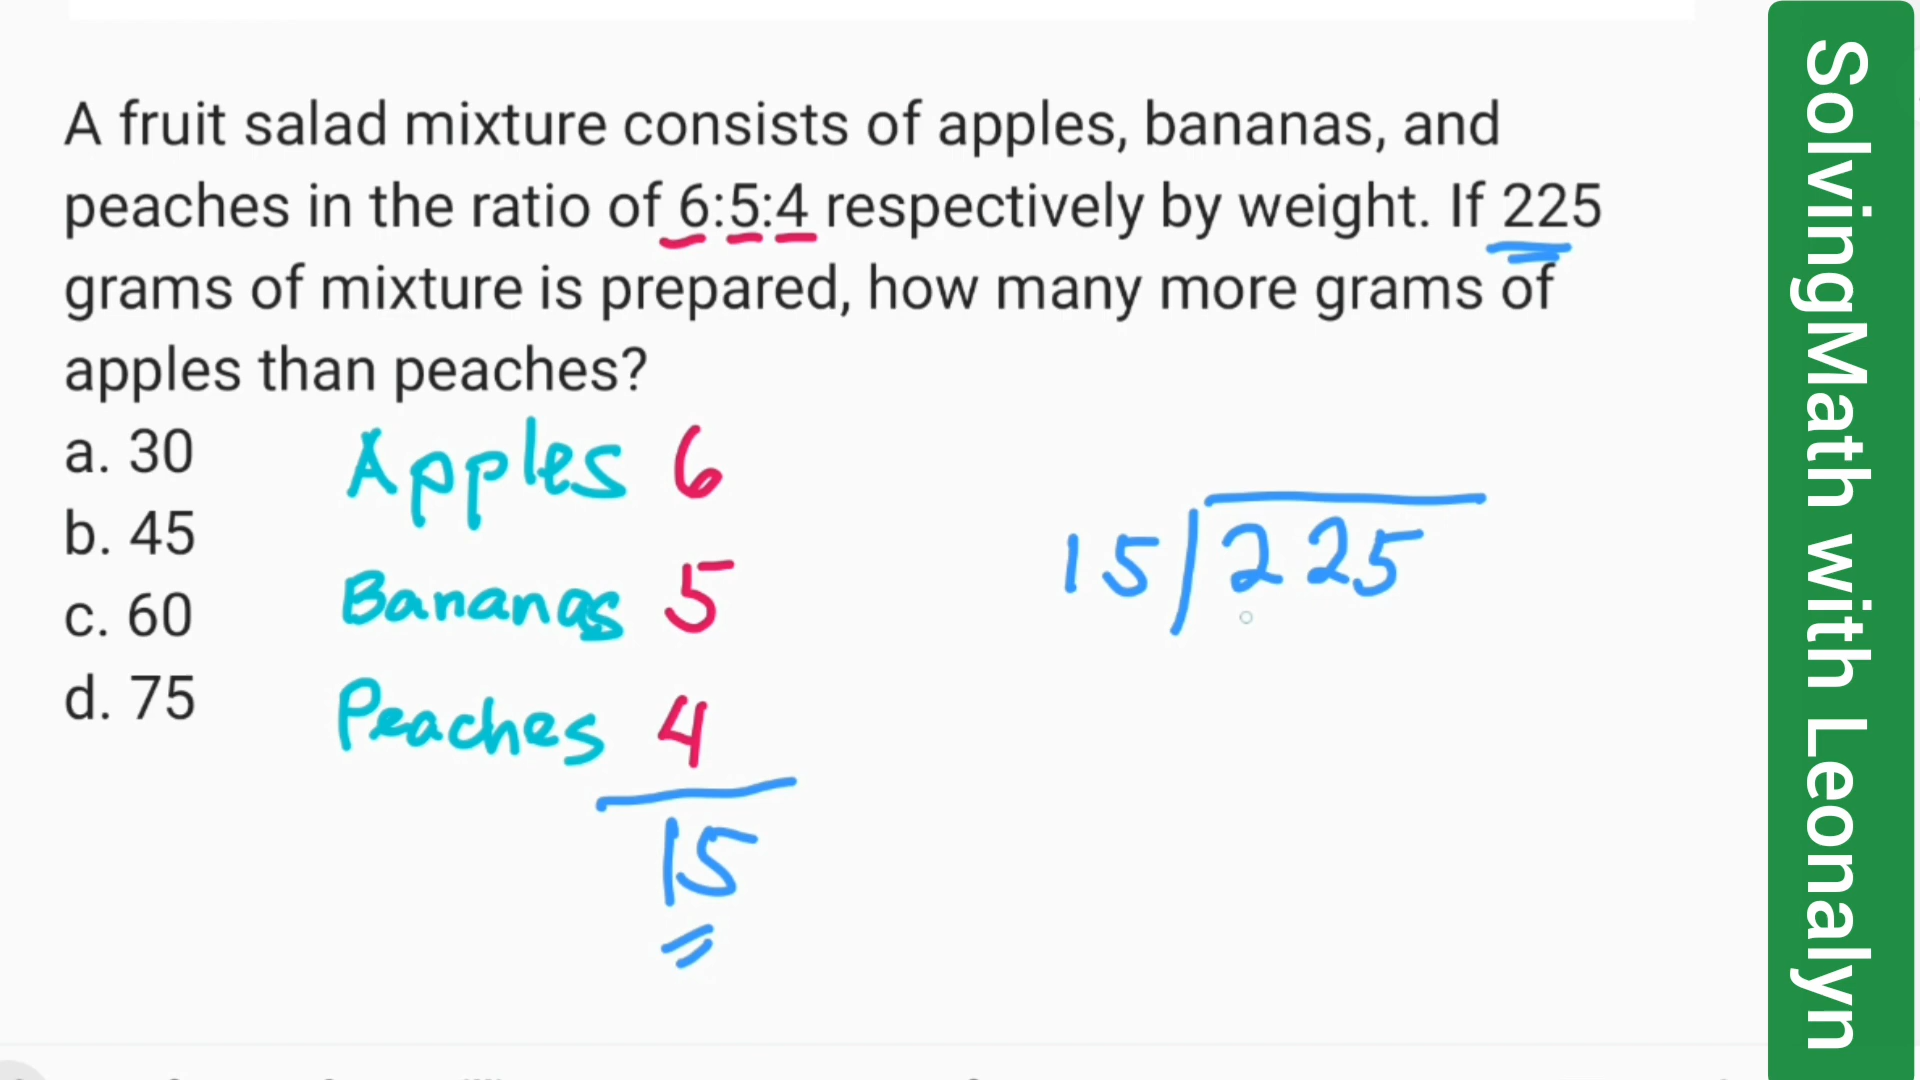 A fruit salad mixture consists of apples, bananas, and
peaches in the ratio of 6:5:4 respectively by weight. If 225
grams of mixture is prepared, how many more grams of
apples than peaches?
a. 30
b. 45
c. 60
d. 75
Apples 6
Bananas 5
Peaches 4
15
15 225
SolvingMath with Leonalyn